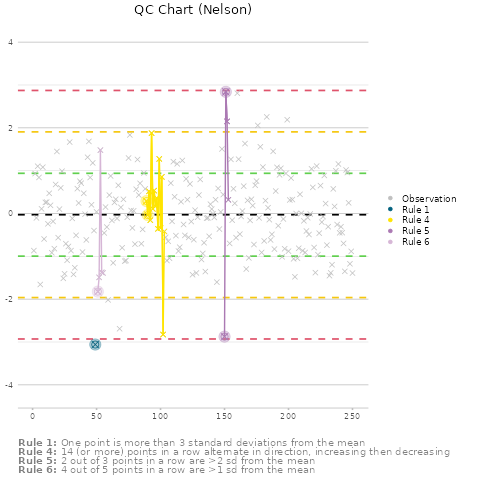 QC Chart (Nelson)
4
2
0
-2
-4
0
50
100
150
200
250
Observation
Rule 1
Rule 4
Rule 5
Rule 6
Rule 1: One point is more than 3 standard deviations from the mean
Rule 4: 14 (or more) points in a row alternate in direction, increasing then decreasing
Rule 5: 2 out of 3 points in a row are >2 sd from the mean
Rule 6: 4 out of 5 points in a row are >1 sd from the mean